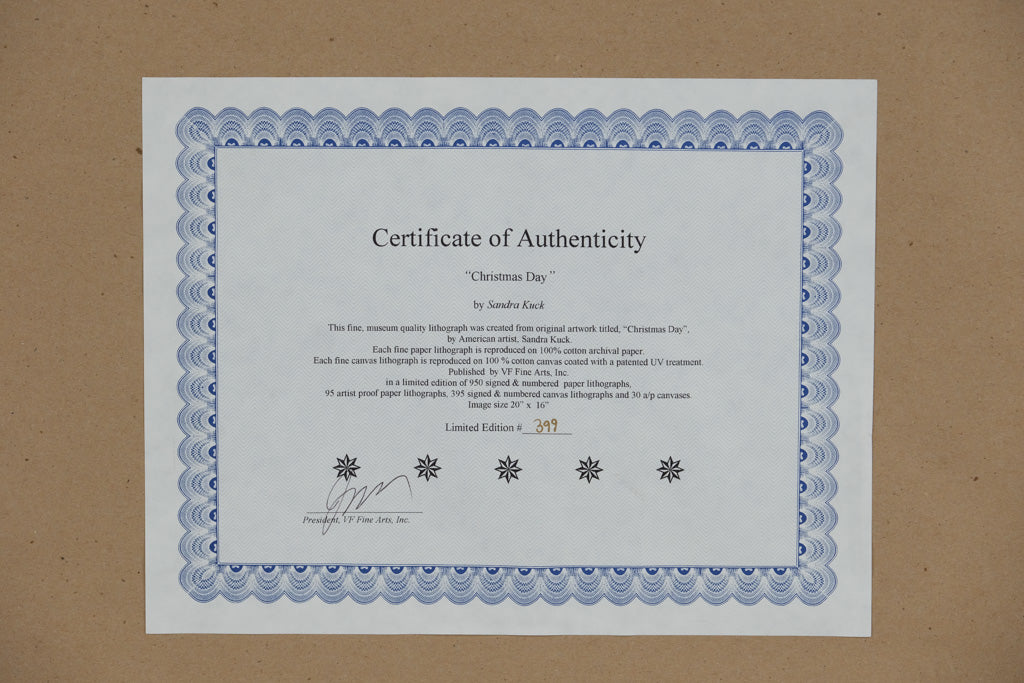 Certificate of Authenticity
“Christmas Day”
by Sandra Kuck
This fine, museum quality lithograph was created from original artwork titled, “Christmas Day”,
by American artist, Sandra Kuck.
Each fine paper lithograph is reproduced on 100% cotton archival paper.
Each fine canvas lithograph is reproduced on 100 % cotton canvas coated with a patented UV treatment.
Published by VF Fine Arts, Inc.
in a limited edition of 950 signed & numbered paper lithographs,
95 artist proof paper lithographs, 395 signed & numbered canvas lithographs and 30 a/p canvases.
Image size 20” x 16”
Limited Edition # 399
President, VF Fine Arts, Inc.